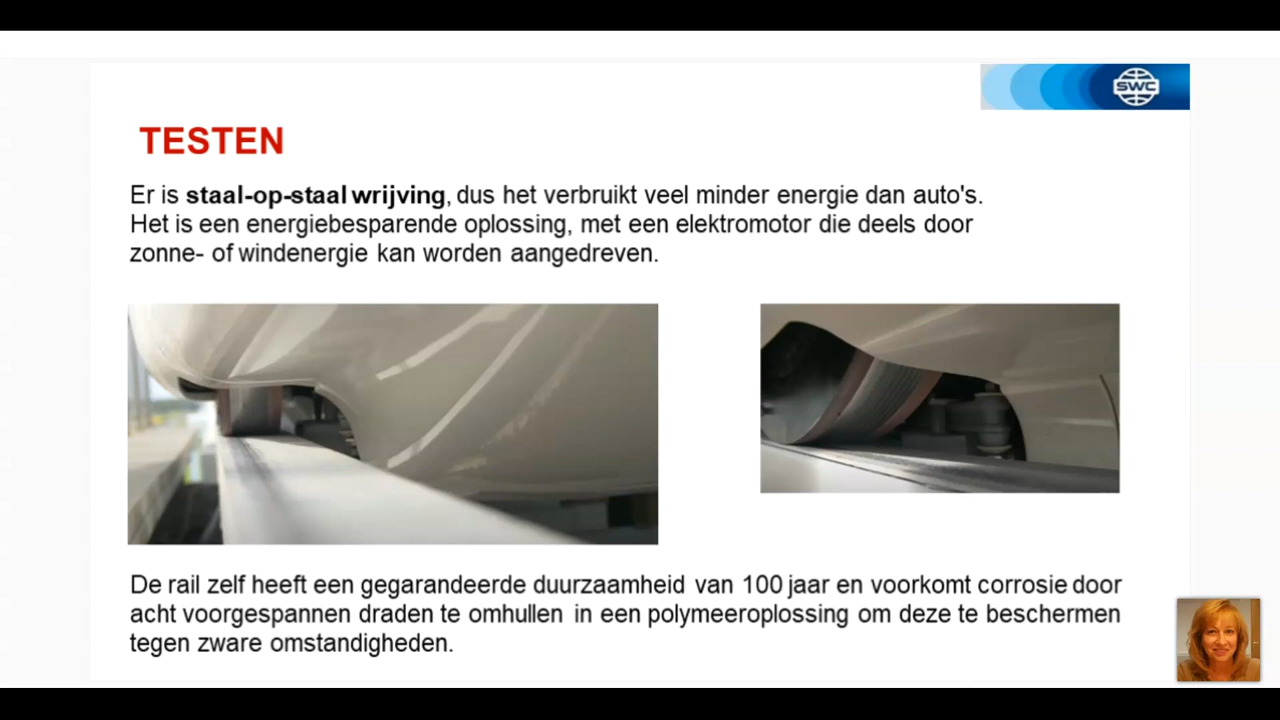 SWC
TESTEN
Er is staal-op-staal wrijving, dus het verbruikt veel minder energie dan auto's.
Het is een energiebesparende oplossing, met een elektromotor die deels door
zonne- of windenergie kan worden aangedreven.
De rail zelf heeft een gegarandeerde duurzaamheid van 100 jaar en voorkomt corrosie door
acht voorgespannen draden te omhullen in een polymeeroplossing om deze te beschermen
tegen zware omstandigheden.